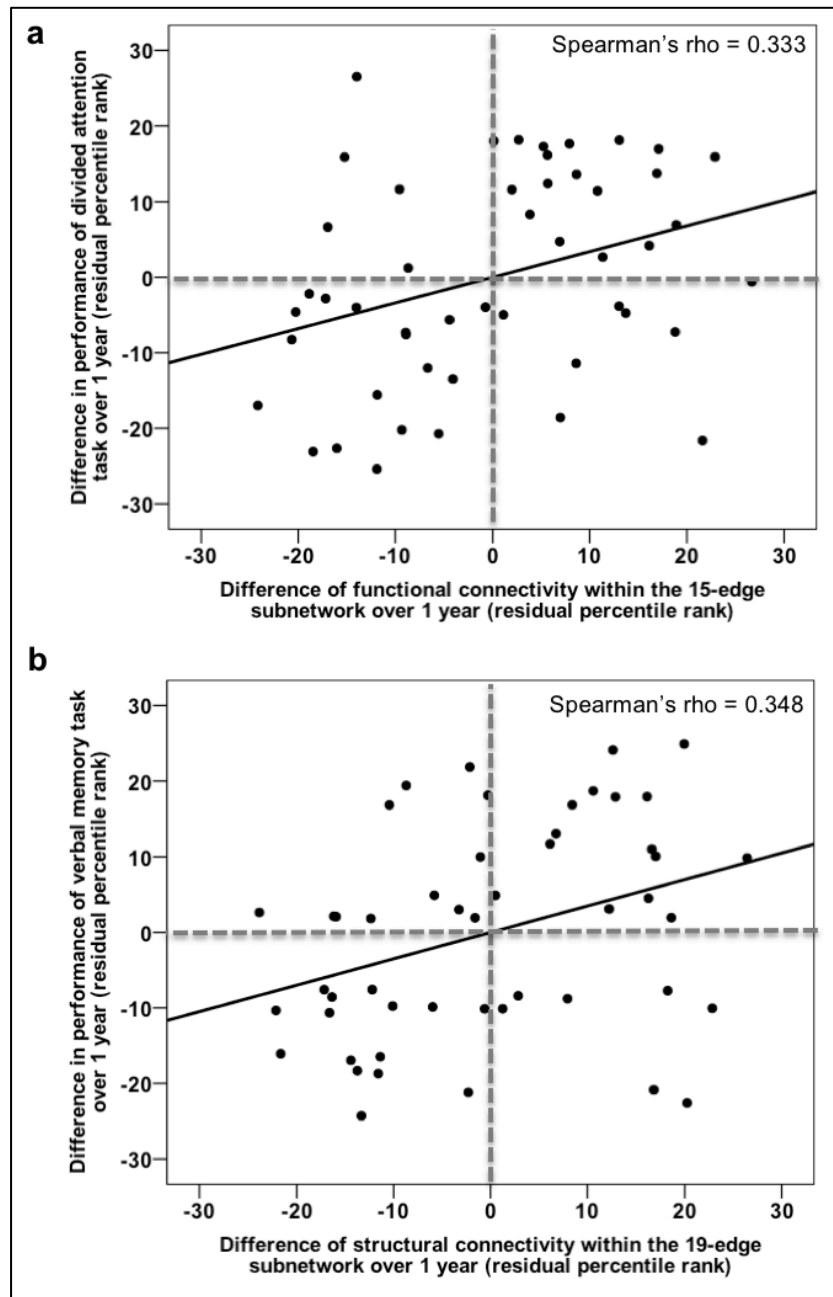 a
Spearman's rho = 0.333
Difference in performance of divided attention
task over 1 year (residual percentile rank)
30
20
10
0
-10
-20
-30
-30 -20 -10 0 10 20 30
Difference of functional connectivity within the 15-edge
subnetwork over 1 year (residual percentile rank)
b
Spearman's rho = 0.348
Difference in performance of verbal memory task
over 1 year (residual percentile rank)
30
20
10
0
-10
-20
-30
-30 -20 -10 0 10 20 30
Difference of structural connectivity within the 19-edge
subnetwork over 1 year (residual percentile rank)